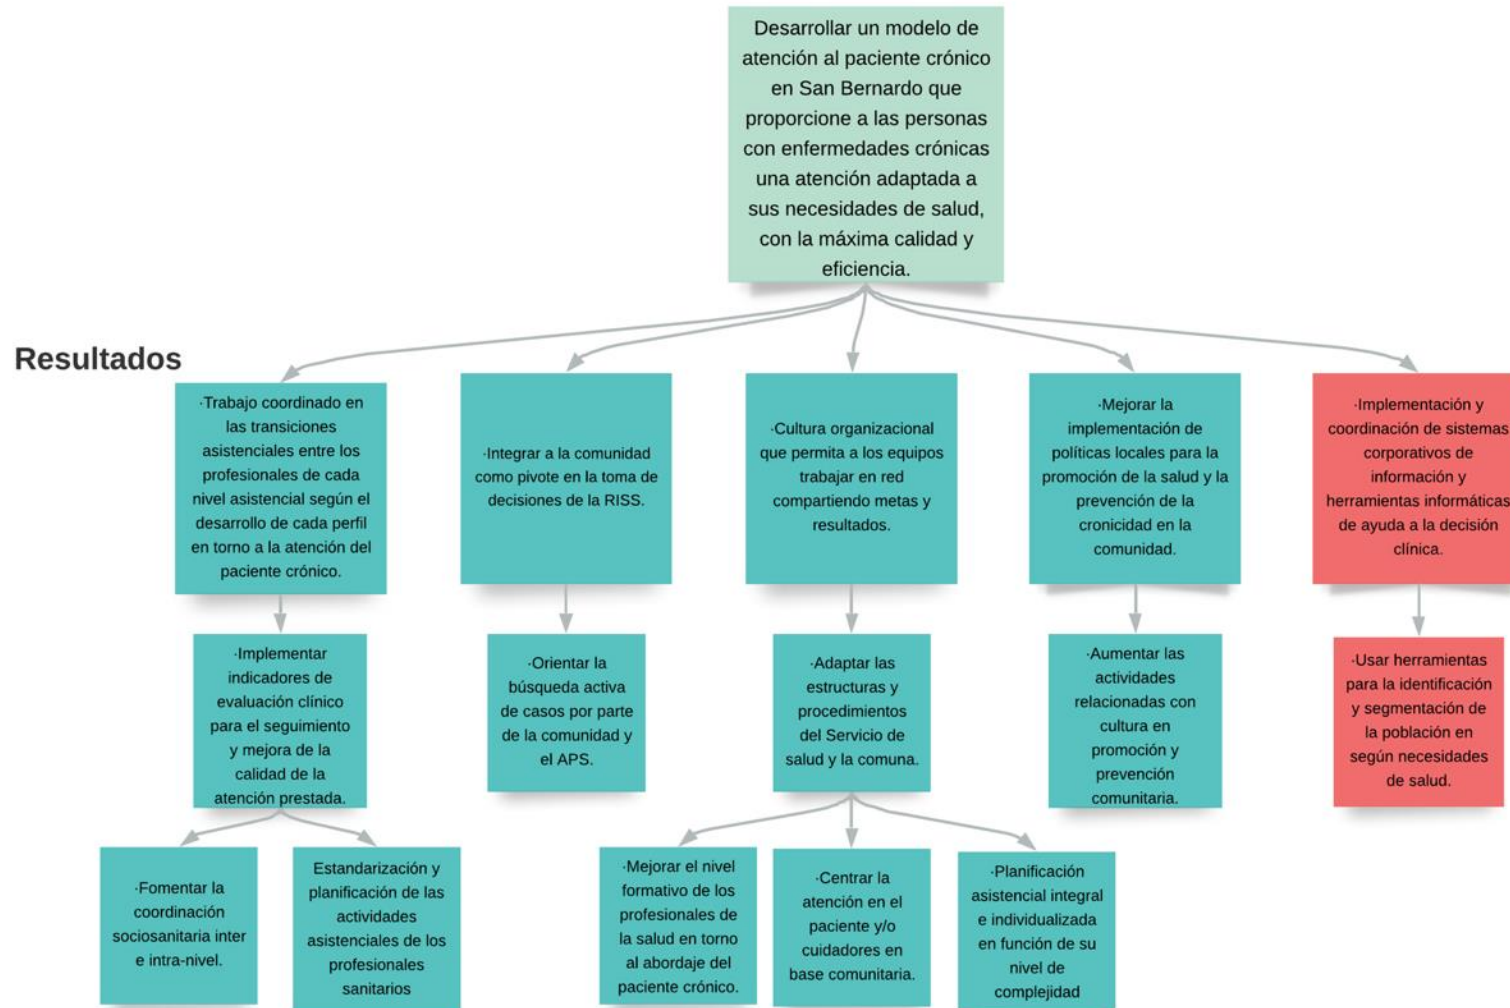 Desarrollar un modelo de
atención al paciente crónico
en San Bernardo que
proporcione a las personas
con enfermedades crónicas
una atención adaptada a
sus necesidades de salud,
con la máxima calidad y
eficiencia.
Resultados
·Trabajo coordinado en
las transiciones
asistenciales entre los
profesionales de cada
nivel asistencial según el
desarrollo de cada perfil
en torno a la atención del
paciente crónico.
·Integrar a la comunidad
como pivote en la toma de
decisiones de la RISS.
·Cultura organizacional
que permita a los equipos
trabajar en red
compartiendo metas y
resultados.
·Mejorar la
implementación de
políticas locales para la
promoción de la salud y la
prevención de la
cronicidad en la
comunidad.
·Implementación y
coordinación de sistemas
corporativos de
información y
herramientas informáticas
de ayuda a la decisión
clínica.
·Implementar
indicadores de
evaluación clínico
para el seguimiento
y mejora de la
calidad de la
atención prestada.
·Orientar la
búsqueda activa
de casos por parte
de la comunidad y
el APS.
·Adaptar las
estructuras y
procedimientos
del Servicio de
salud y la comuna.
·Aumentar las
actividades
relacionadas con
cultura en
promoción y
prevención
comunitaria.
·Usar herramientas
para la identificación
y segmentación de
la población en
según necesidades
de salud.
·Fomentar la
coordinación
sociosanitaria inter
e intra-nivel.
Estandarización y
planificación de las
actividades
asistenciales de los
profesionales
sanitarios
·Mejorar el nivel
formativo de los
profesionales de
la salud en torno
al abordaje del
paciente crónico.
·Centrar la
atención en el
paciente y/o
cuidadores en
base comunitaria.
·Planificación
asistencial integral
e individualizada
en función de su
nivel de
complejidad